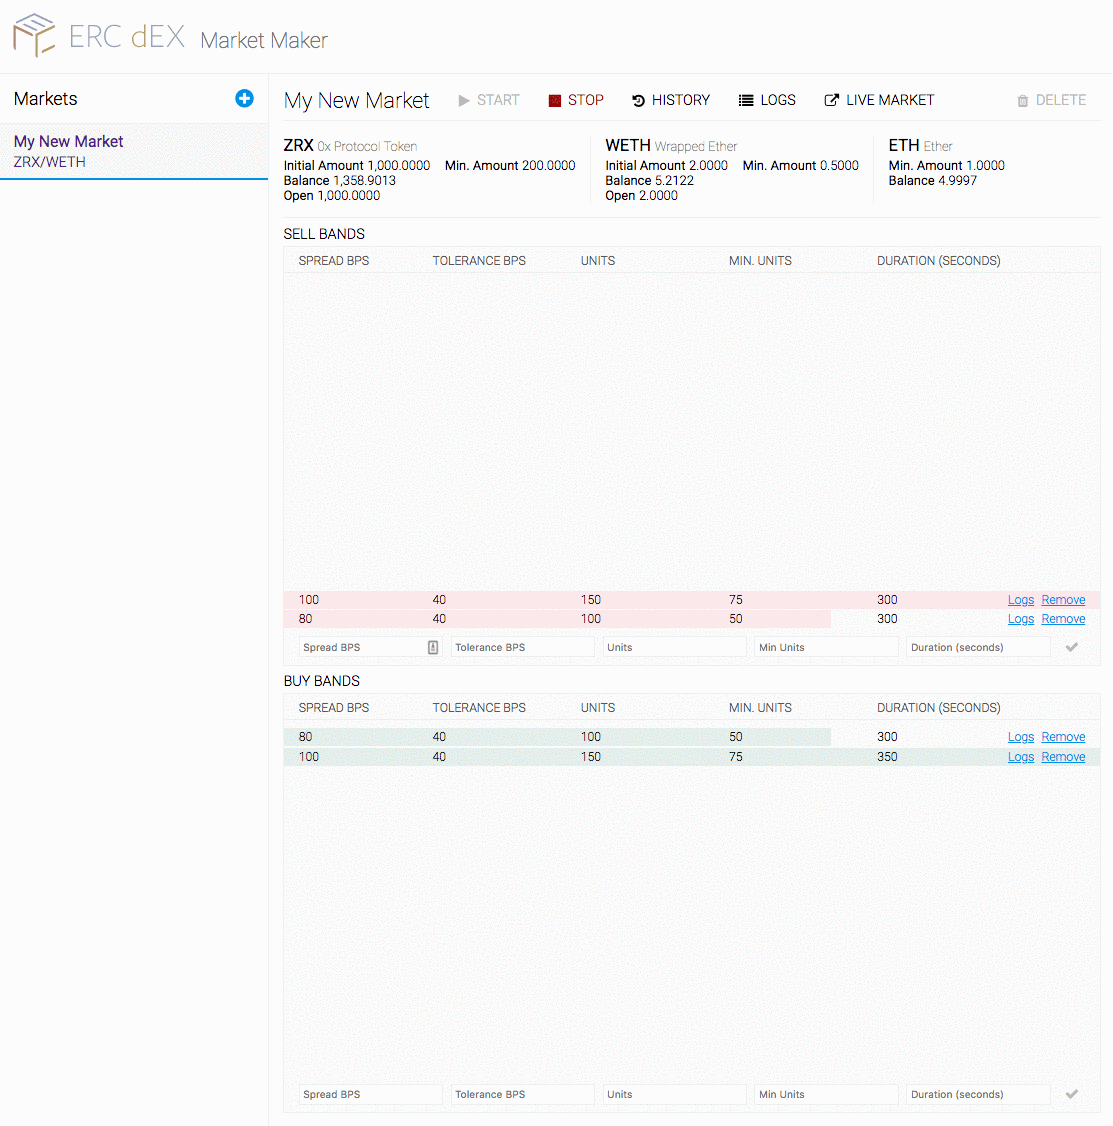 ERC dEX Market Maker
Markets
My New Market
ZRX/WETH
My New Market START STOP HISTORY LOGS LIVE MARKET DELETE
ZRX 0x Protocol Token
Initial Amount 1,000.0000 Min. Amount 200.0000
Balance 1,358.9013
Open 1,000.0000
WETH Wrapped Ether
Initial Amount 2.0000 Min. Amount 0.5000
Balance 5.2122
Open 2.0000
ETH Ether
Min. Amount 1.0000
Balance 4.9997
SELL BANDS
SPREAD BPS TOLERANCE BPS UNITS MIN. UNITS DURATION (SECONDS)
100 40 150 75 300 Logs Remove
80 40 100 50 300 Logs Remove
Spread BPS Tolerance BPS Units Min Units Duration (seconds)
BUY BANDS
SPREAD BPS TOLERANCE BPS UNITS MIN. UNITS DURATION (SECONDS)
80 40 100 50 300 Logs Remove
100 40 150 75 350 Logs Remove
Spread BPS Tolerance BPS Units Min Units Duration (seconds)